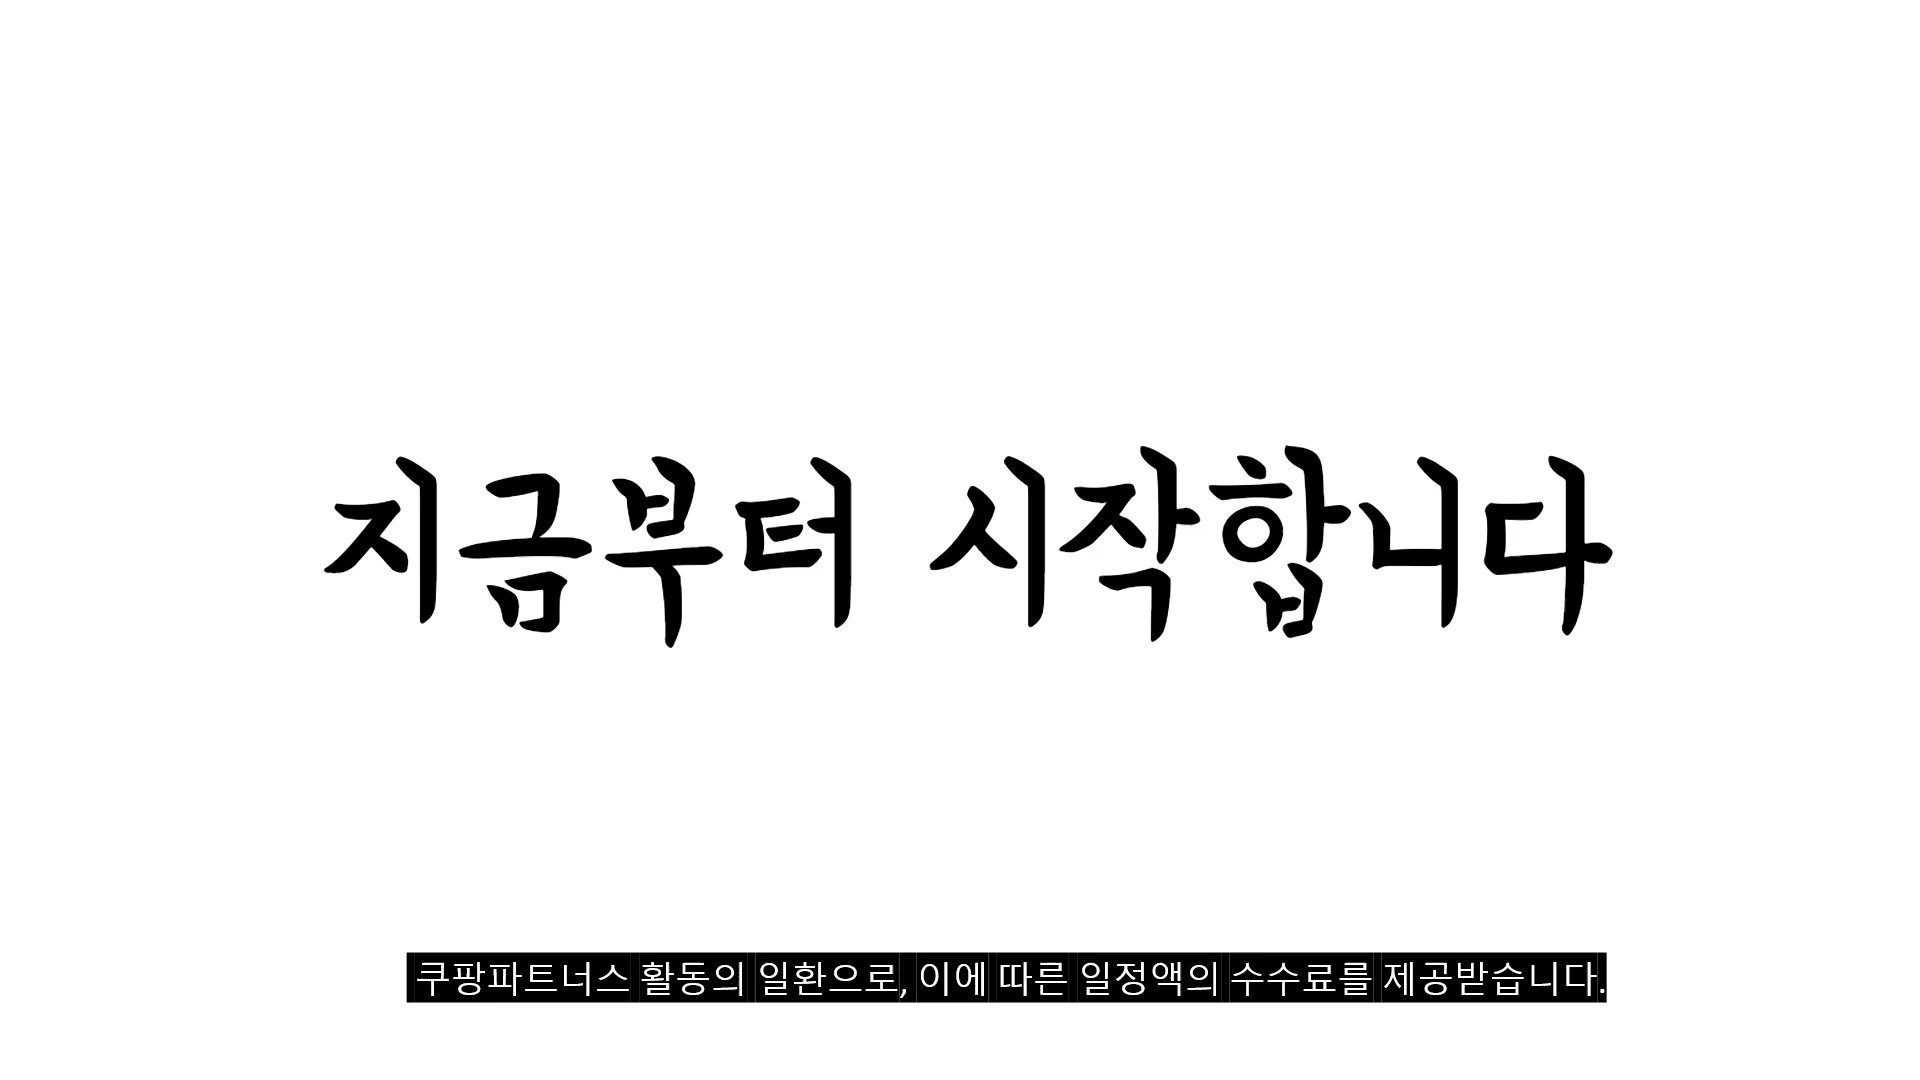 지금부터 시작합니다
쿠팡파트너스 활동의 일환으로, 이에 따른 일정액의 수수료를 제공받습니다.